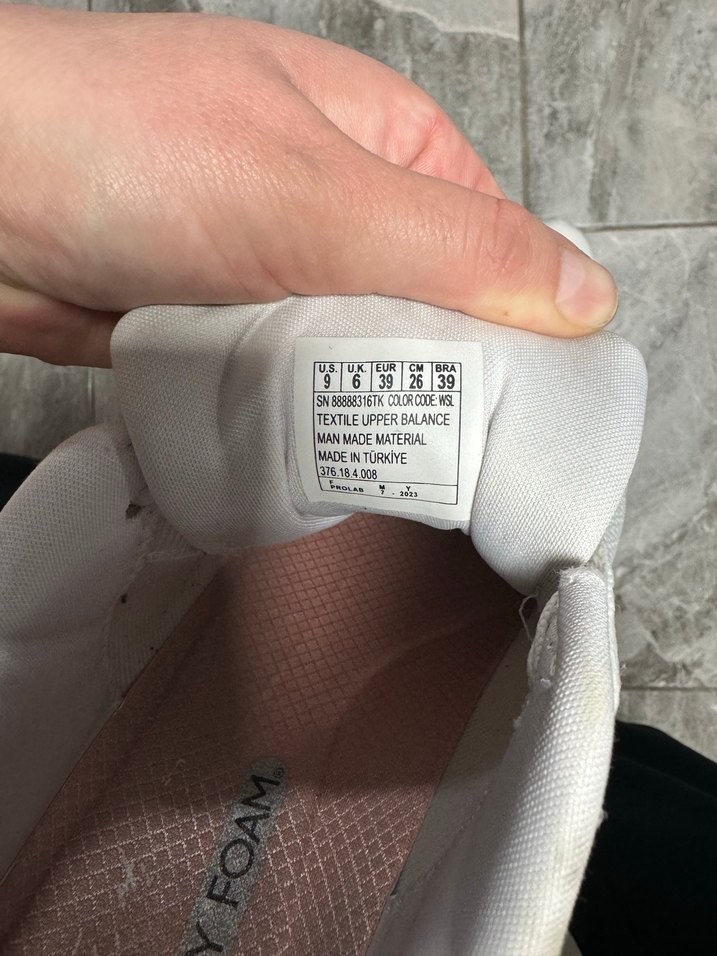 U.S. U.K. EUR CM BRA
9 6 39 26 39
SN 88888316TK COLOR CODE: WSL
TEXTILE UPPER BALANCE
MAN MADE MATERIAL
MADE IN TÜRKİYE
376.18.4.008
F M Y
PROLAB 7 . 2023
Y FOAM®